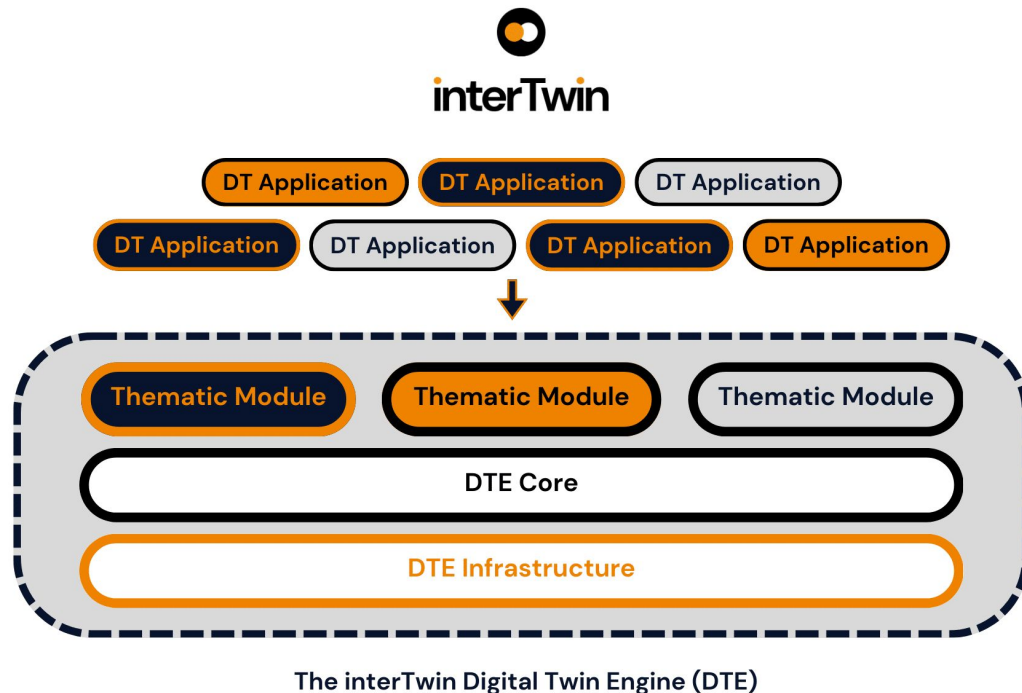 interTwin
DT Application DT Application DT Application
DT Application DT Application DT Application DT Application
Thematic Module Thematic Module Thematic Module
DTE Core
DTE Infrastructure
The interTwin Digital Twin Engine (DTE)